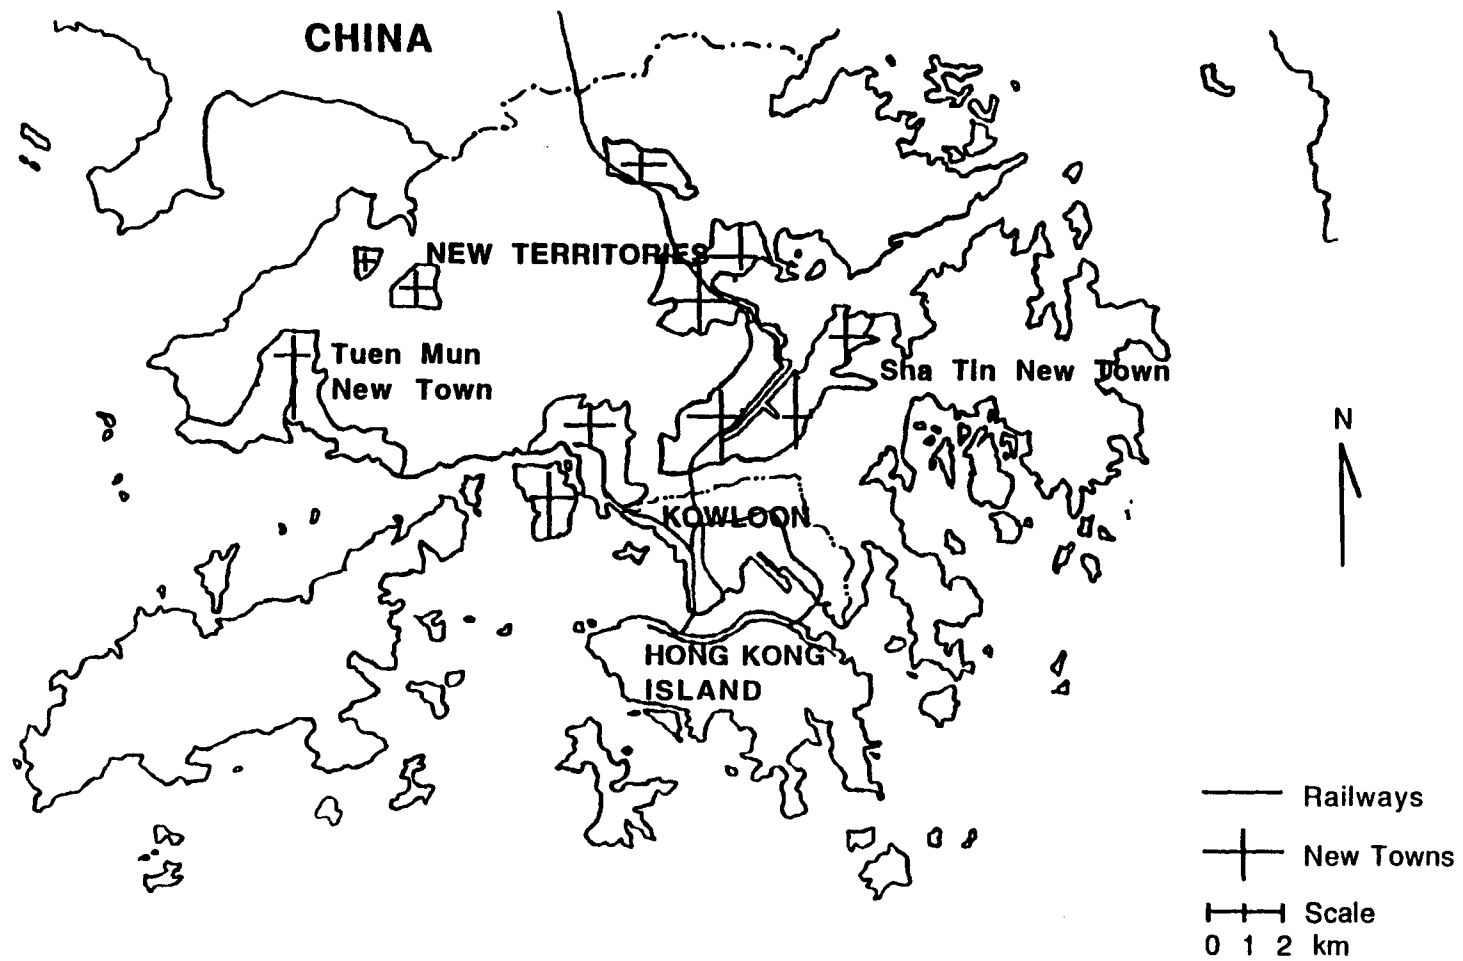 CHINA
NEW TERRITORIES
Tuen Mun
New Town
Sha Tin New Town
N
KOWLOON
HONG KONG
ISLAND
Railways
New Towns
Scale
0 1 2 km